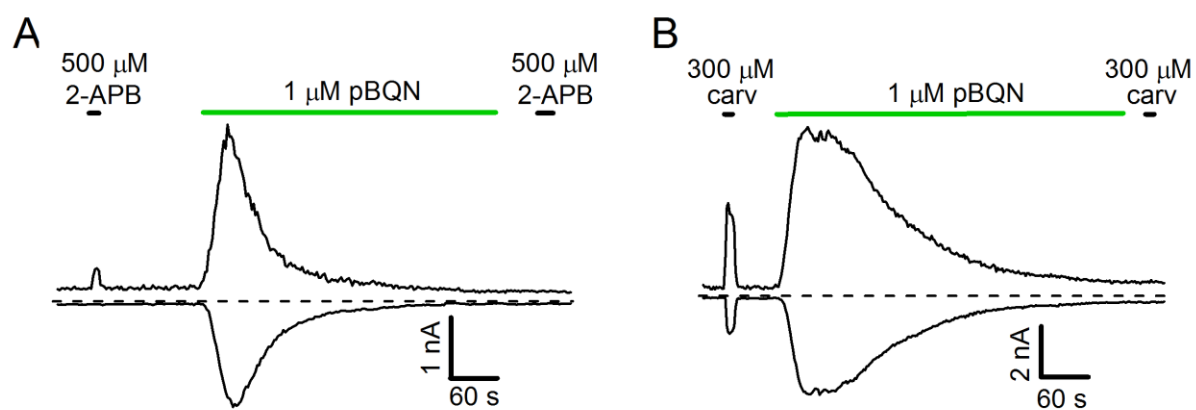 A
500 μM
2-APB
1 μM pBQN
500 μM
2-APB
1 nA
60 s
B
300 μM
carv
1 μM pBQN
300 μM
carv
2 nA
60 s